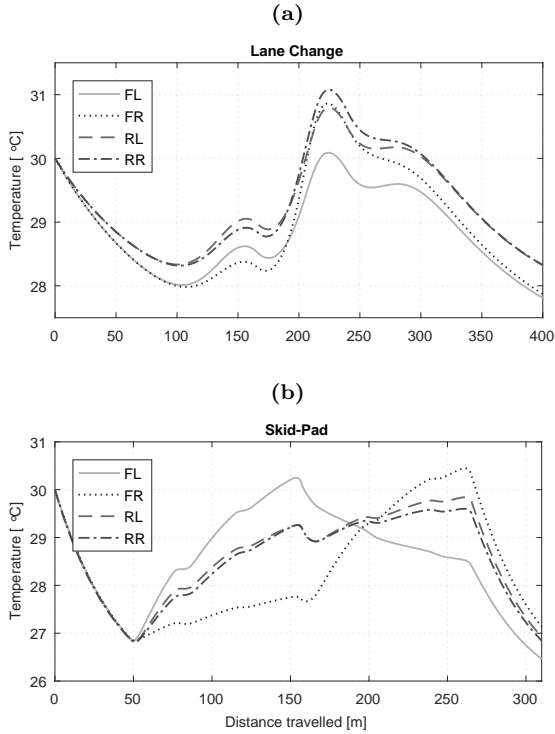 (a)
Lane Change
Temperature [ ºC]
31
30
29
28
FL
FR
RL
RR
0 50 100 150 200 250 300 350 400
(b)
Skid-Pad
Temperature [ ºC]
31
30
29
28
27
26
FL
FR
RL
RR
0 50 100 150 200 250 300
Distance travelled [m]